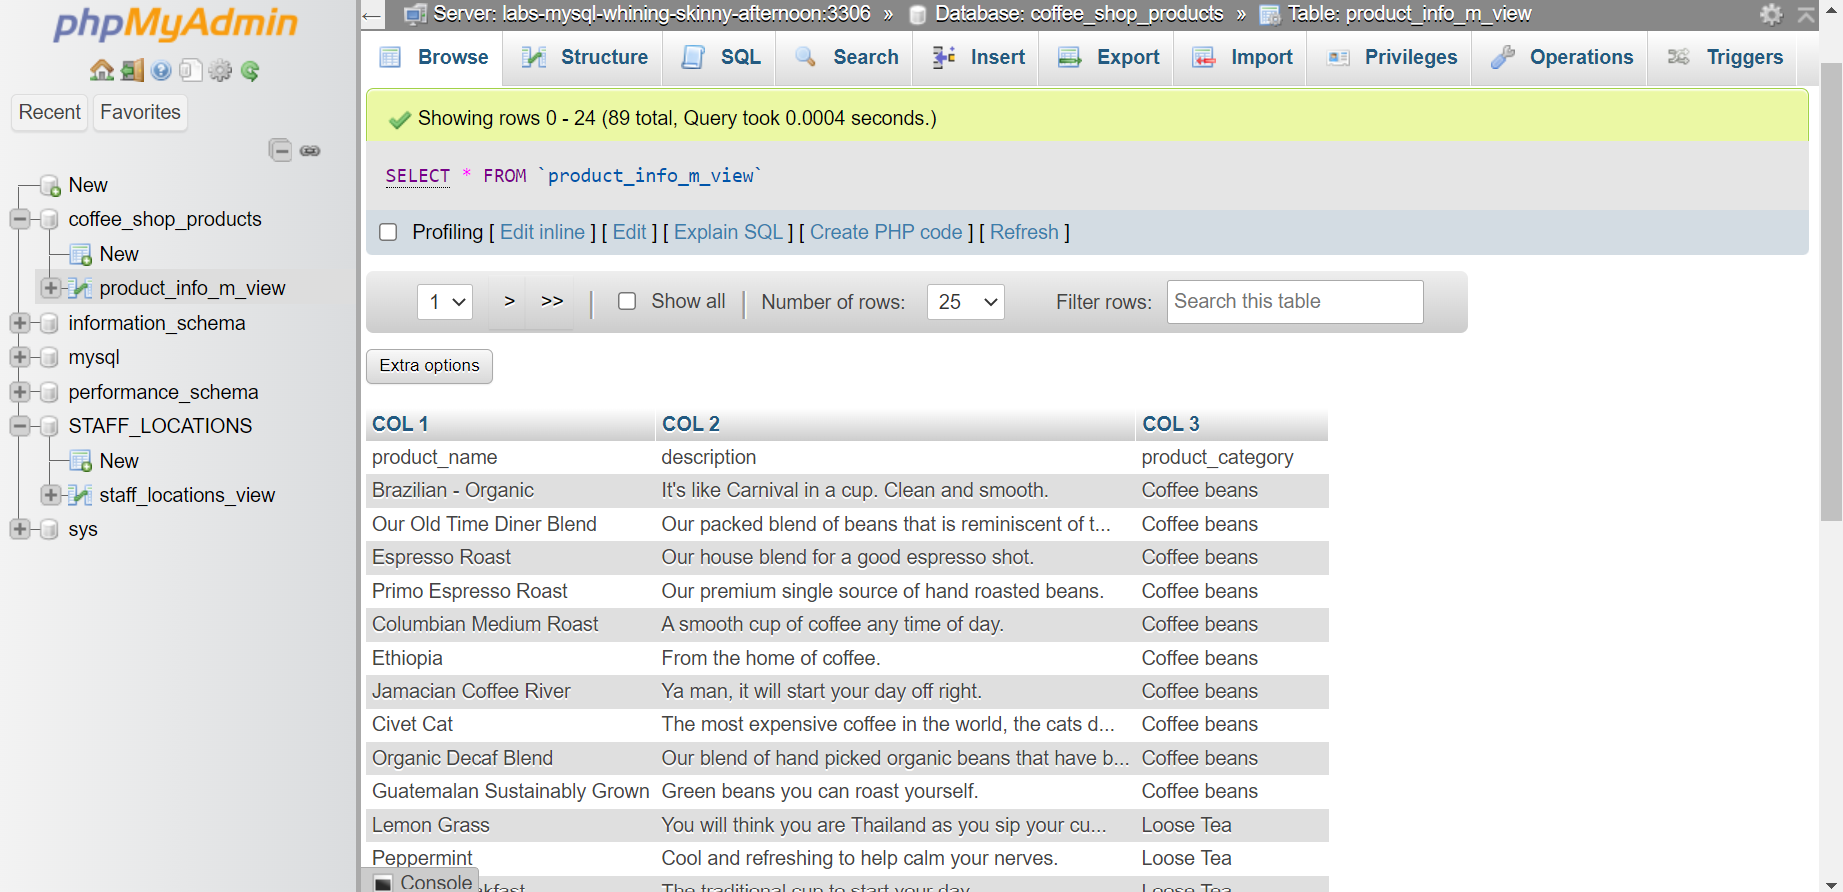 phpMyAdmin
Recent Favorites
New
coffee_shop_products
New
product_info_m_view
information_schema
mysql
performance_schema
STAFF_LOCATIONS
New
staff_locations_view
sys
← Server: labs-mysql-whining-skinny-afternoon:3306 » Database: coffee_shop_products » Table: product_info_m_view
Browse Structure SQL Search Insert Export Import Privileges Operations Triggers
Showing rows 0 - 24 (89 total, Query took 0.0004 seconds.)
SELECT * FROM `product_info_m_view`
Profiling [ Edit inline ] [ Edit ] [ Explain SQL ] [ Create PHP code ] [ Refresh ]
1 > >> | Show all | Number of rows: 25 Filter rows: Search this table
Extra options
COL 1 COL 2 COL 3
product_name description product_category
Brazilian - Organic It's like Carnival in a cup. Clean and smooth. Coffee beans
Our Old Time Diner Blend Our packed blend of beans that is reminiscent of t... Coffee beans
Espresso Roast Our house blend for a good espresso shot. Coffee beans
Primo Espresso Roast Our premium single source of hand roasted beans. Coffee beans
Columbian Medium Roast A smooth cup of coffee any time of day. Coffee beans
Ethiopia From the home of coffee. Coffee beans
Jamacian Coffee River Ya man, it will start your day off right. Coffee beans
Civet Cat The most expensive coffee in the world, the cats d... Coffee beans
Organic Decaf Blend Our blend of hand picked organic beans that have b... Coffee beans
Guatemalan Sustainably Grown Green beans you can roast yourself. Coffee beans
Lemon Grass You will think you are Thailand as you sip your cu... Loose Tea
Peppermint Cool and refreshing to help calm your nerves. Loose Tea
Console kfast The traditional cup to start your day. Loose Tea